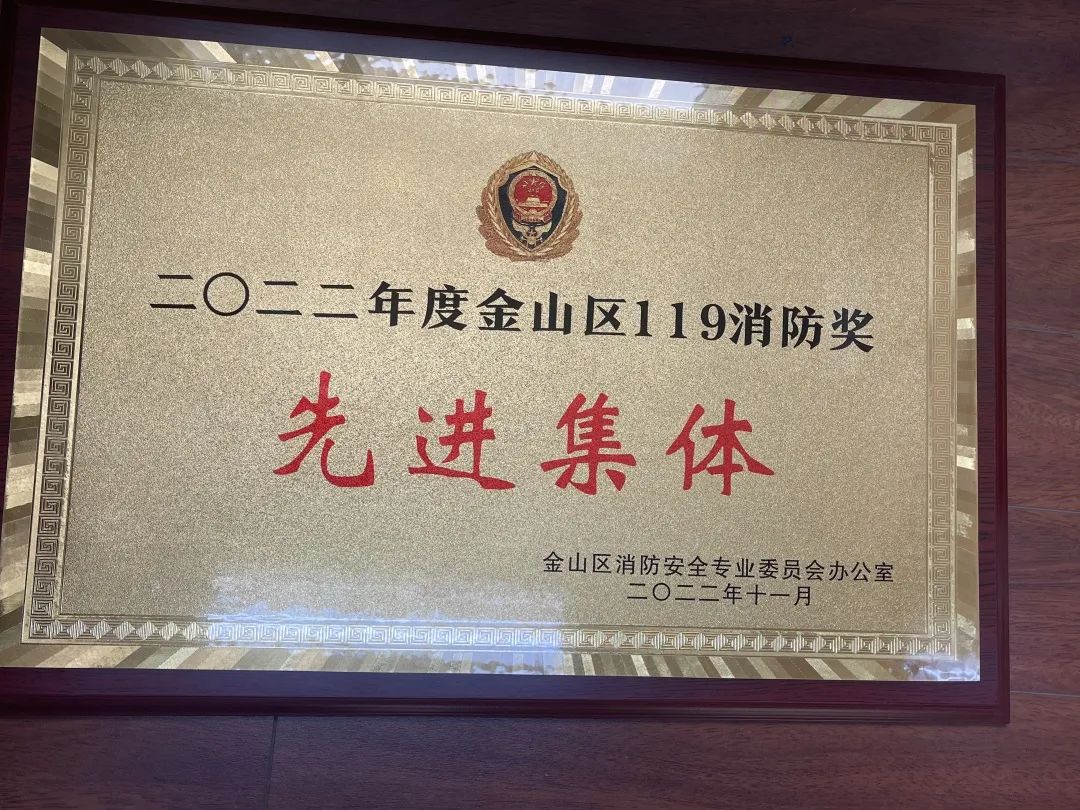 二〇二二年度金山区119消防奖
先进集体
金山区消防安全专业委员会办公室
二〇二二年十一月